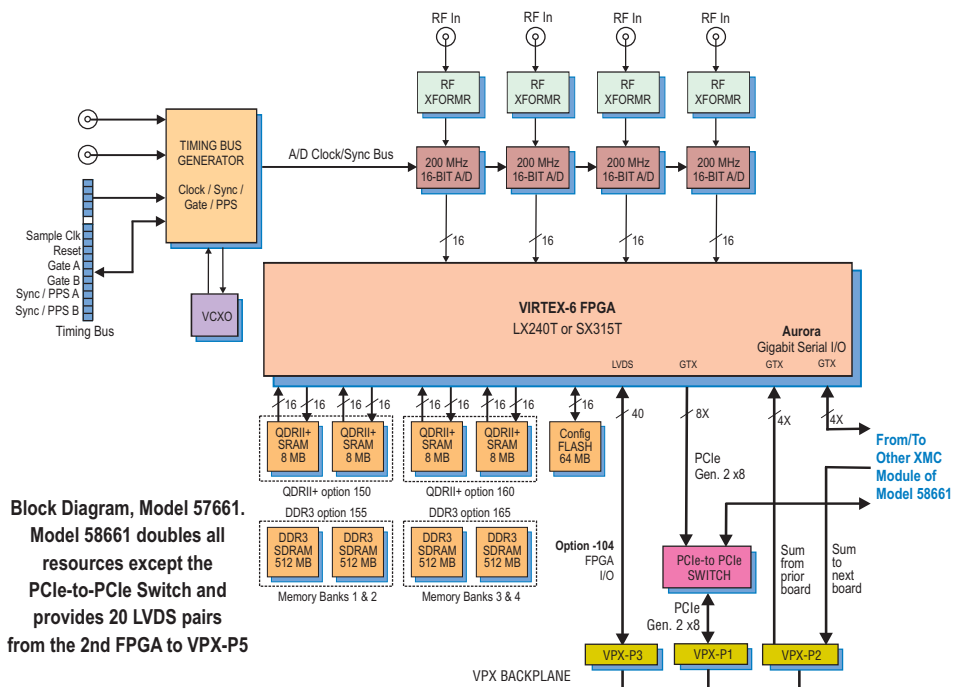 RF In
RF In
RF In
RF In
RF
XFORMR
RF
XFORMR
RF
XFORMR
RF
XFORMR
TIMING BUS
GENERATOR
Clock / Sync /
Gate / PPS
A/D Clock/Sync Bus
200 MHz
16-BIT A/D
200 MHz
16-BIT A/D
200 MHz
16-BIT A/D
200 MHz
16-BIT A/D
16
16
16
16
Sample Clk
Reset
Gate A
Gate B
Sync / PPS A
Sync / PPS B
Timing Bus
VCXO
VIRTEX-6 FPGA
LX240T or SX315T
Aurora
Gigabit Serial I/O
LVDS
GTX
GTX
GTX
16
16
16
16
16
16
16
16
16
40
8X
4X
4X
QDRII+
SRAM
8 MB
QDRII+
SRAM
8 MB
QDRII+
SRAM
8 MB
QDRII+
SRAM
8 MB
Config
FLASH
64 MB
QDRII+ option 150
QDRII+ option 160
DDR3 option 155
DDR3 option 165
DDR3
SDRAM
512 MB
DDR3
SDRAM
512 MB
DDR3
SDRAM
512 MB
DDR3
SDRAM
512 MB
Memory Banks 1 & 2
Memory Banks 3 & 4
PCIe
Gen. 2 x8
From/To
Other XMC
Module of
Model 58661
Option -104
FPGA
I/O
PCIe-to PCIe
SWITCH
Sum
from
prior
board
Sum
to
next
board
PCIe
Gen. 2 x8
VPX-P3
VPX-P1
VPX-P2
VPX BACKPLANE
Block Diagram, Model 57661.
Model 58661 doubles all
resources except the
PCIe-to-PCIe Switch and
provides 20 LVDS pairs
from the 2nd FPGA to VPX-P5